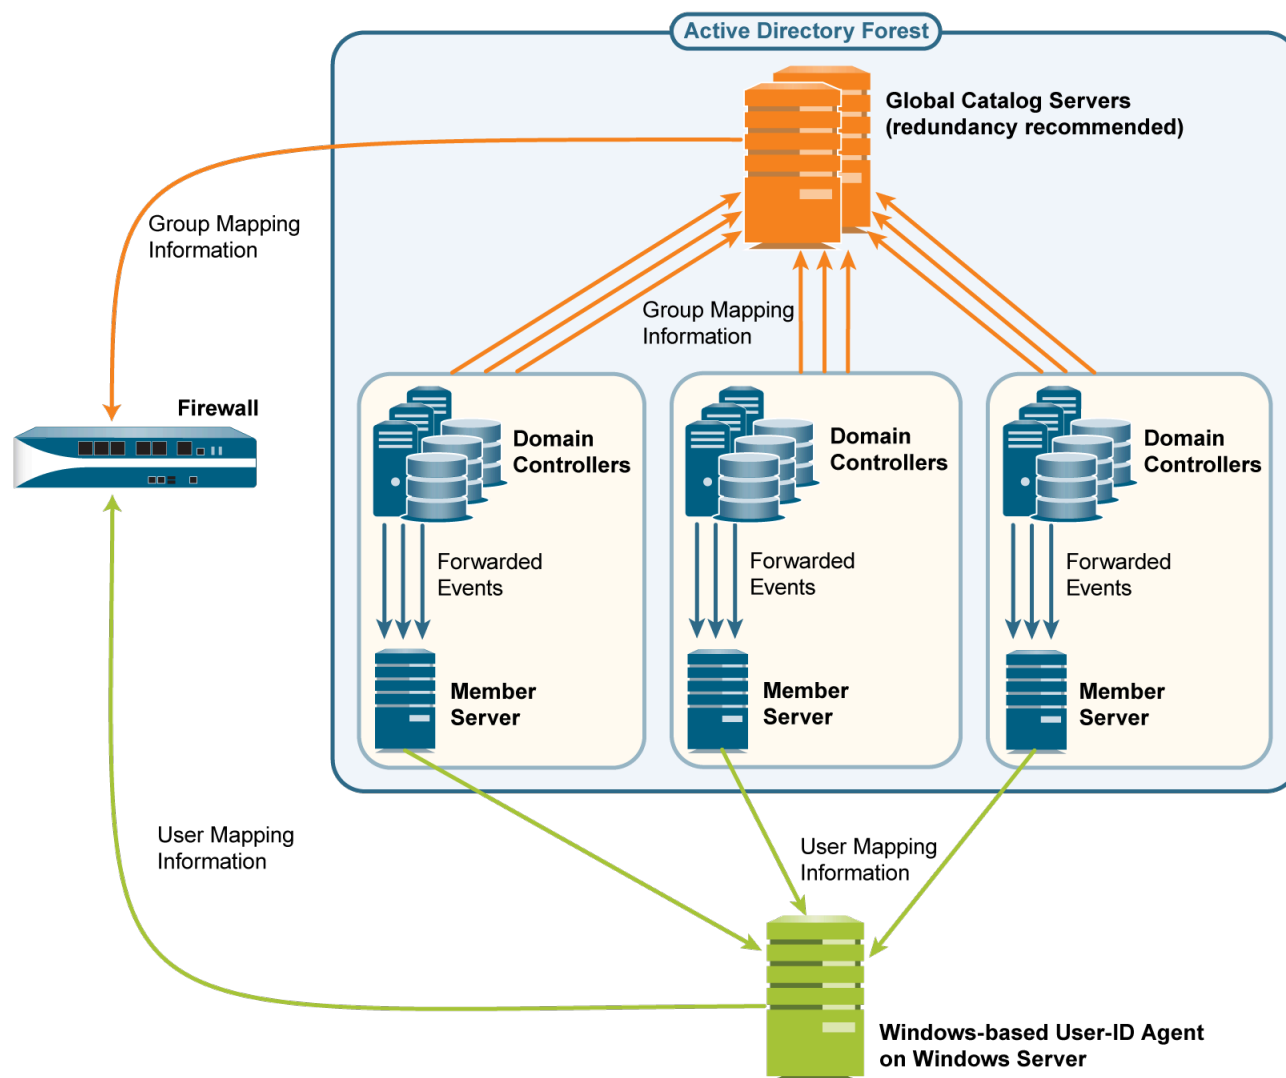 Active Directory Forest
Global Catalog Servers
(redundancy recommended)
Group Mapping
Information
Group Mapping
Information
Firewall
Domain
Controllers
Domain
Controllers
Domain
Controllers
Forwarded
Events
Forwarded
Events
Forwarded
Events
Member
Server
Member
Server
Member
Server
User Mapping
Information
User Mapping
Information
Windows-based User-ID Agent
on Windows Server